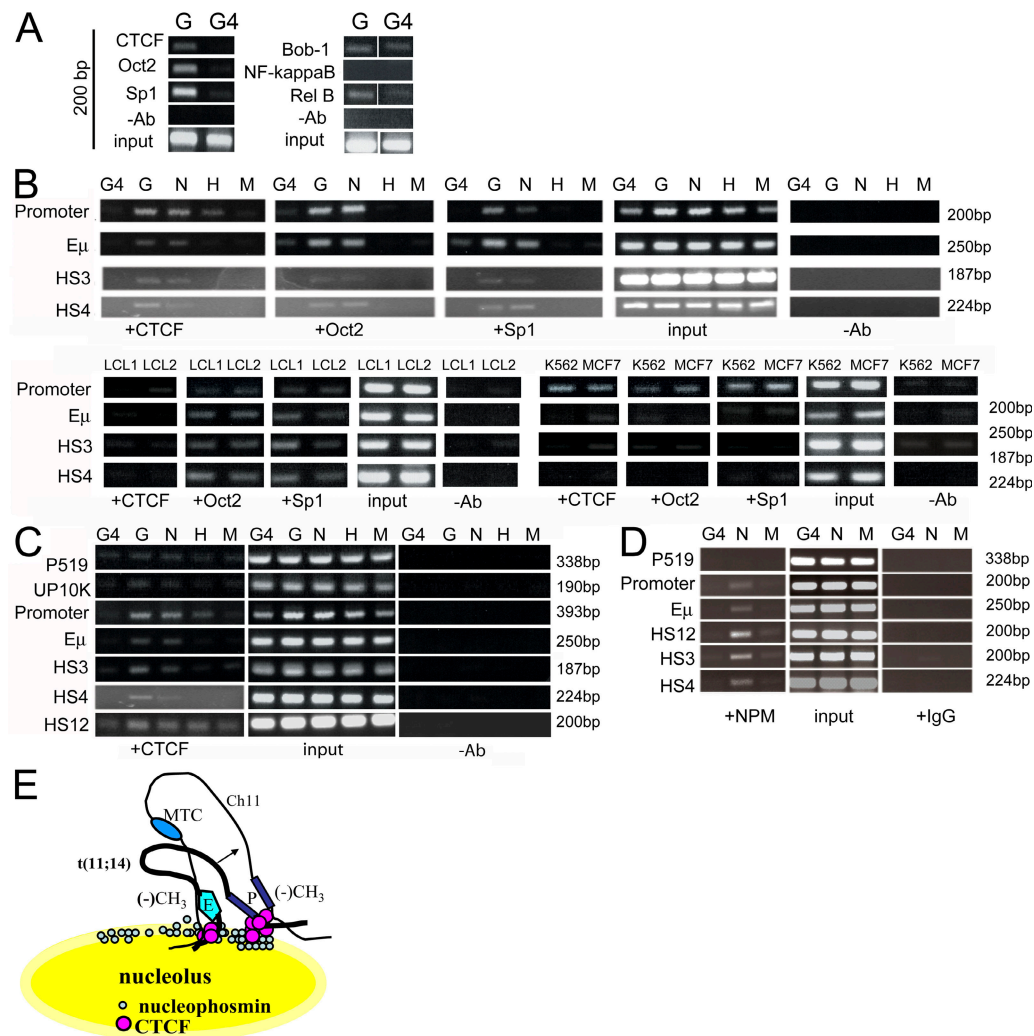 A
G G4
CTCF
Oct2
Sp1
-Ab
input
200 bp
G G4
Bob-1
NF-kappaB
Rel B
-Ab
input
B
G4 G N H M G4 G N H M G4 G N H M G4 G N H M G4 G N H M
Promoter 200bp
Eµ 250bp
HS3 187bp
HS4 224bp
+CTCF +Oct2 +Sp1 input -Ab
LCL1 LCL2 LCL1 LCL2 LCL1 LCL2 LCL1 LCL2 LCL1 LCL2 K562 MCF7 K562 MCF7 K562 MCF7 K562 MCF7 K562 MCF7
Promoter
Eµ 200bp
HS3 250bp
187bp
HS4 224bp
+CTCF +Oct2 +Sp1 input -Ab +CTCF +Oct2 +Sp1 input -Ab
C
G4 G N H M G4 G N H M G4 G N H M
P519 338bp
UP10K 190bp
Promoter 393bp
Eµ 250bp
HS3 187bp
HS4 224bp
HS12 200bp
+CTCF input -Ab
D
G4 N M G4 N M G4 N M
P519 338bp
Promoter 200bp
Eµ 250bp
HS12 200bp
HS3 200bp
HS4 224bp
+NPM input +IgG
E
Ch11
MTC
t(11;14)
(-)CH3
E
P
(-)CH3
nucleolus
nucleophosmin
CTCF